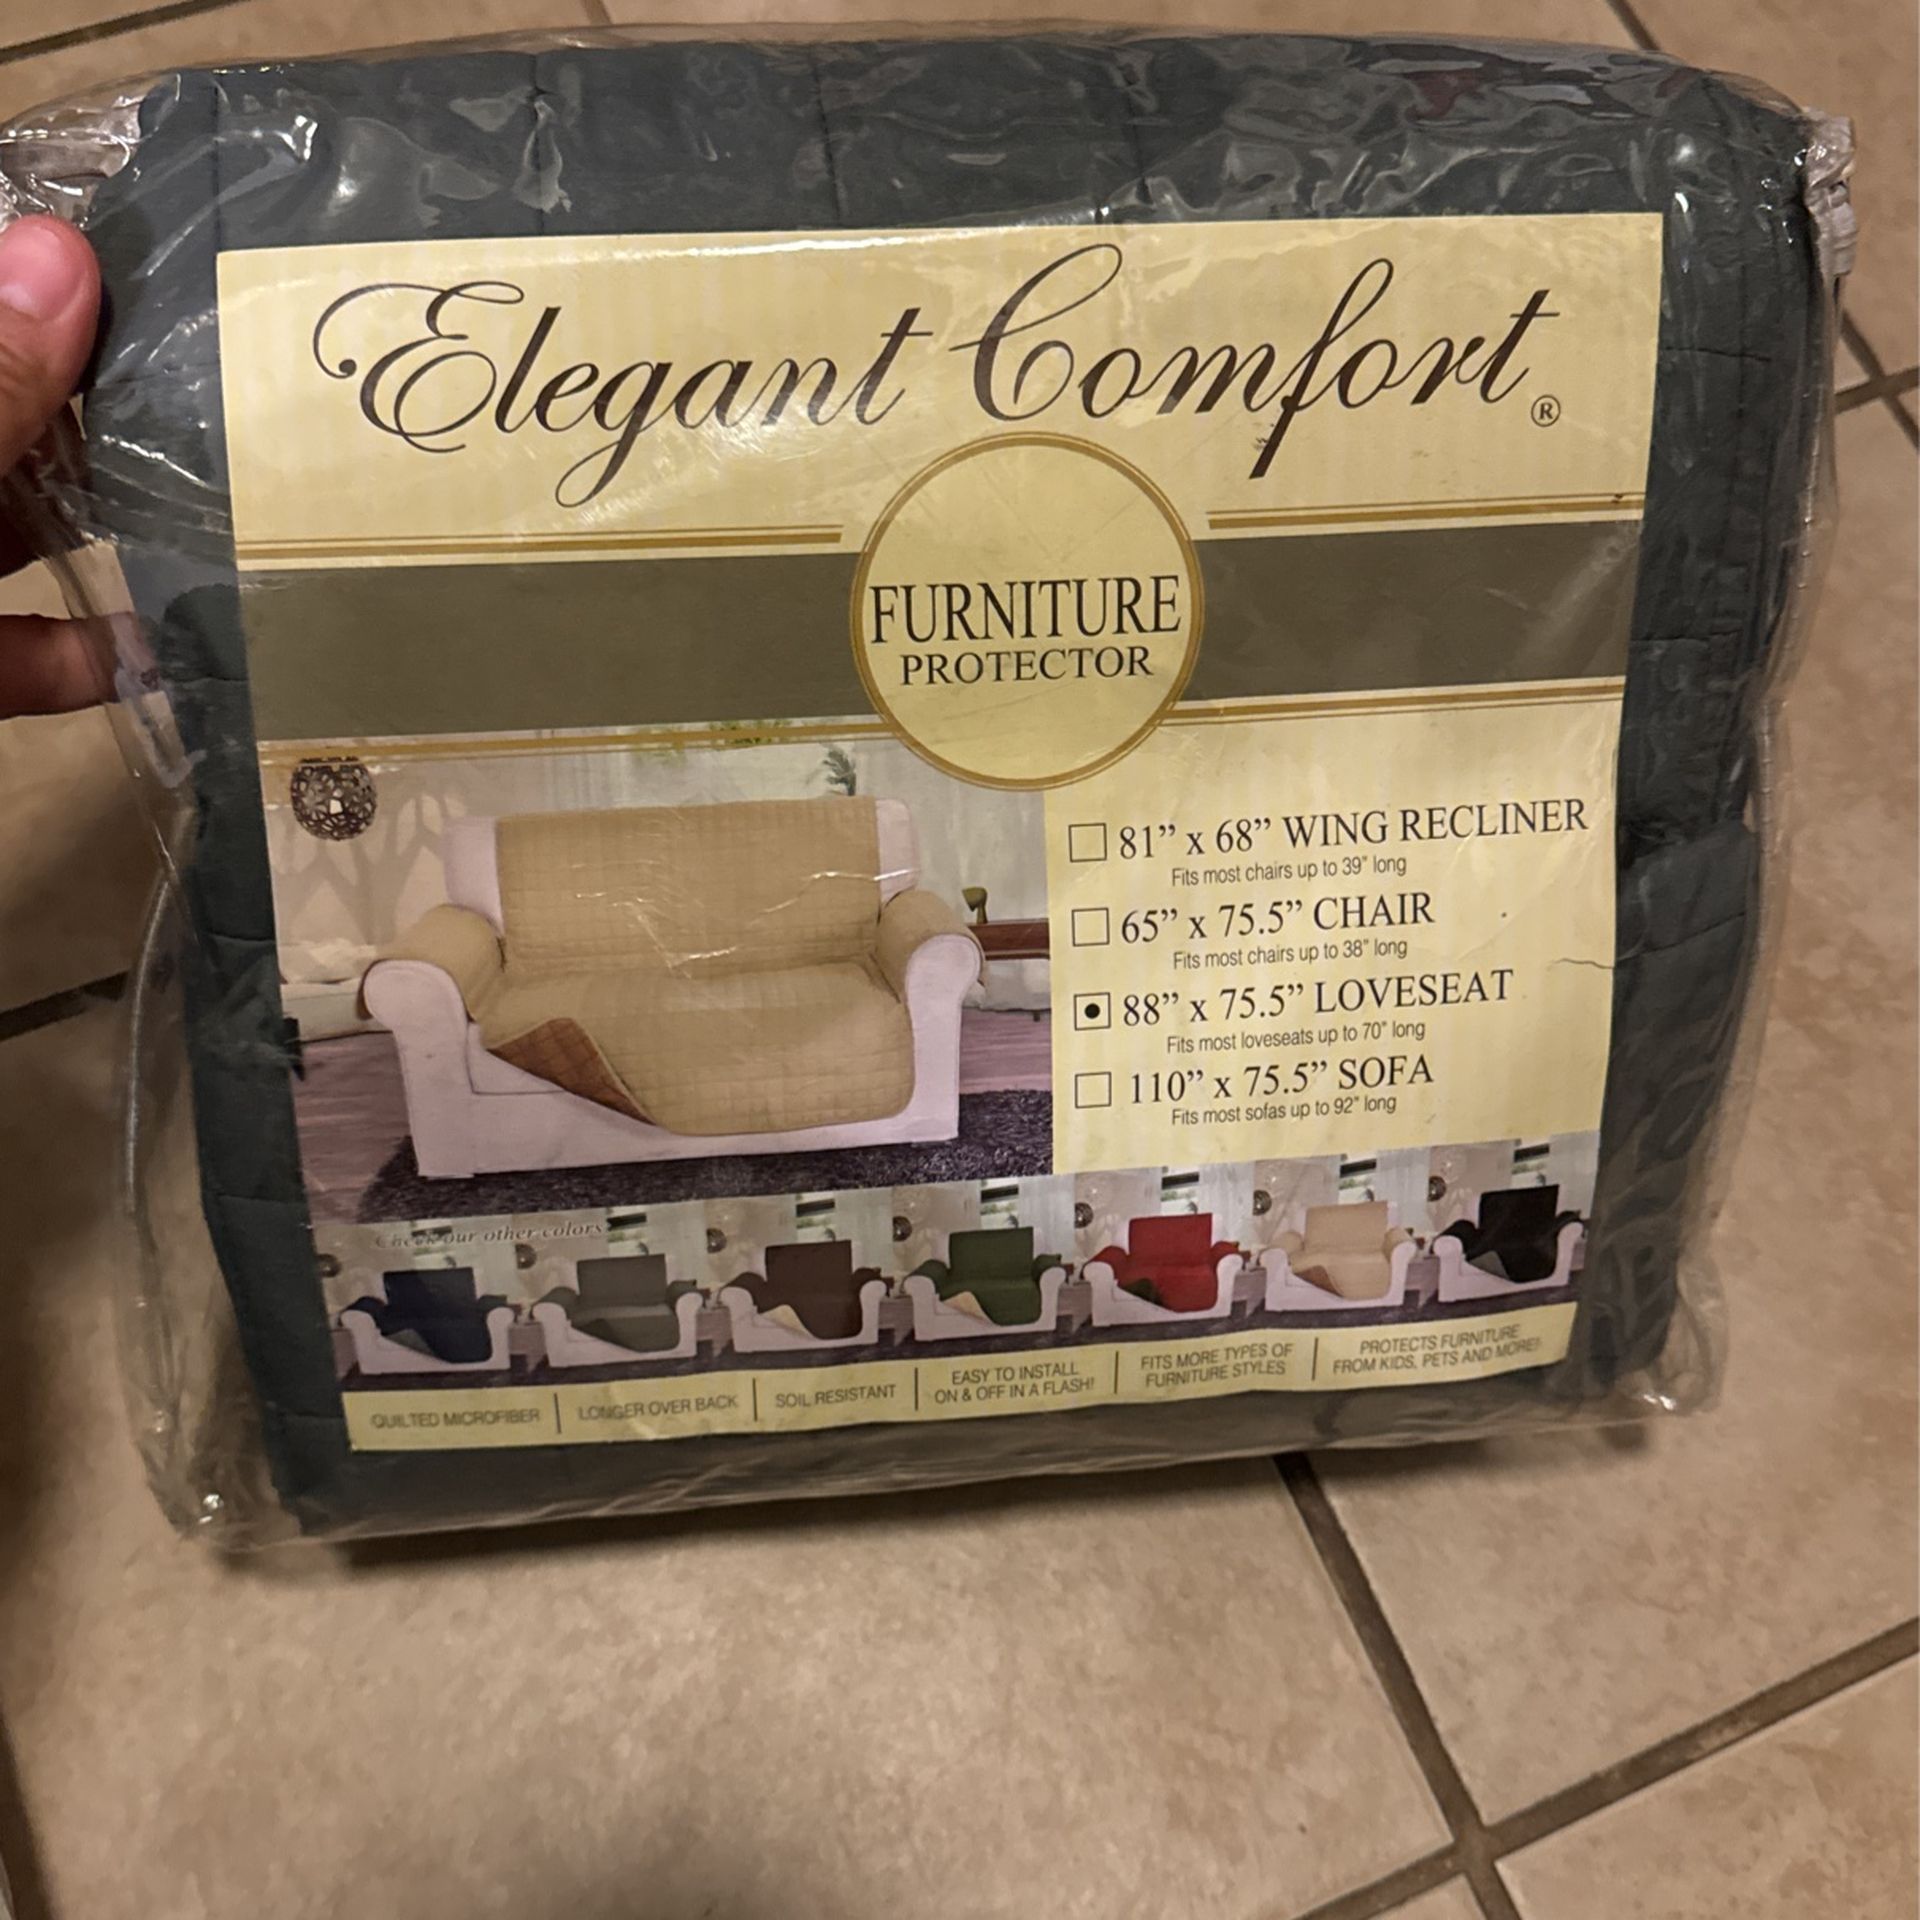 Elegant Comfort®
FURNITURE
PROTECTOR
81” x 68” WING RECLINER
Fits most chairs up to 39" long
65” x 75.5” CHAIR
Fits most chairs up to 38" long
88” x 75.5” LOVESEAT
Fits most loveseats up to 70" long
110” x 75.5” SOFA
Fits most sofas up to 92" long
Check our other colors
QUILTED MICROFIBER
LONGER OVER BACK
SOIL RESISTANT
EASY TO INSTALL
ON & OFF IN A FLASH!
FITS MORE TYPES OF
FURNITURE STYLES
PROTECTS FURNITURE
FROM KIDS, PETS AND MORE!